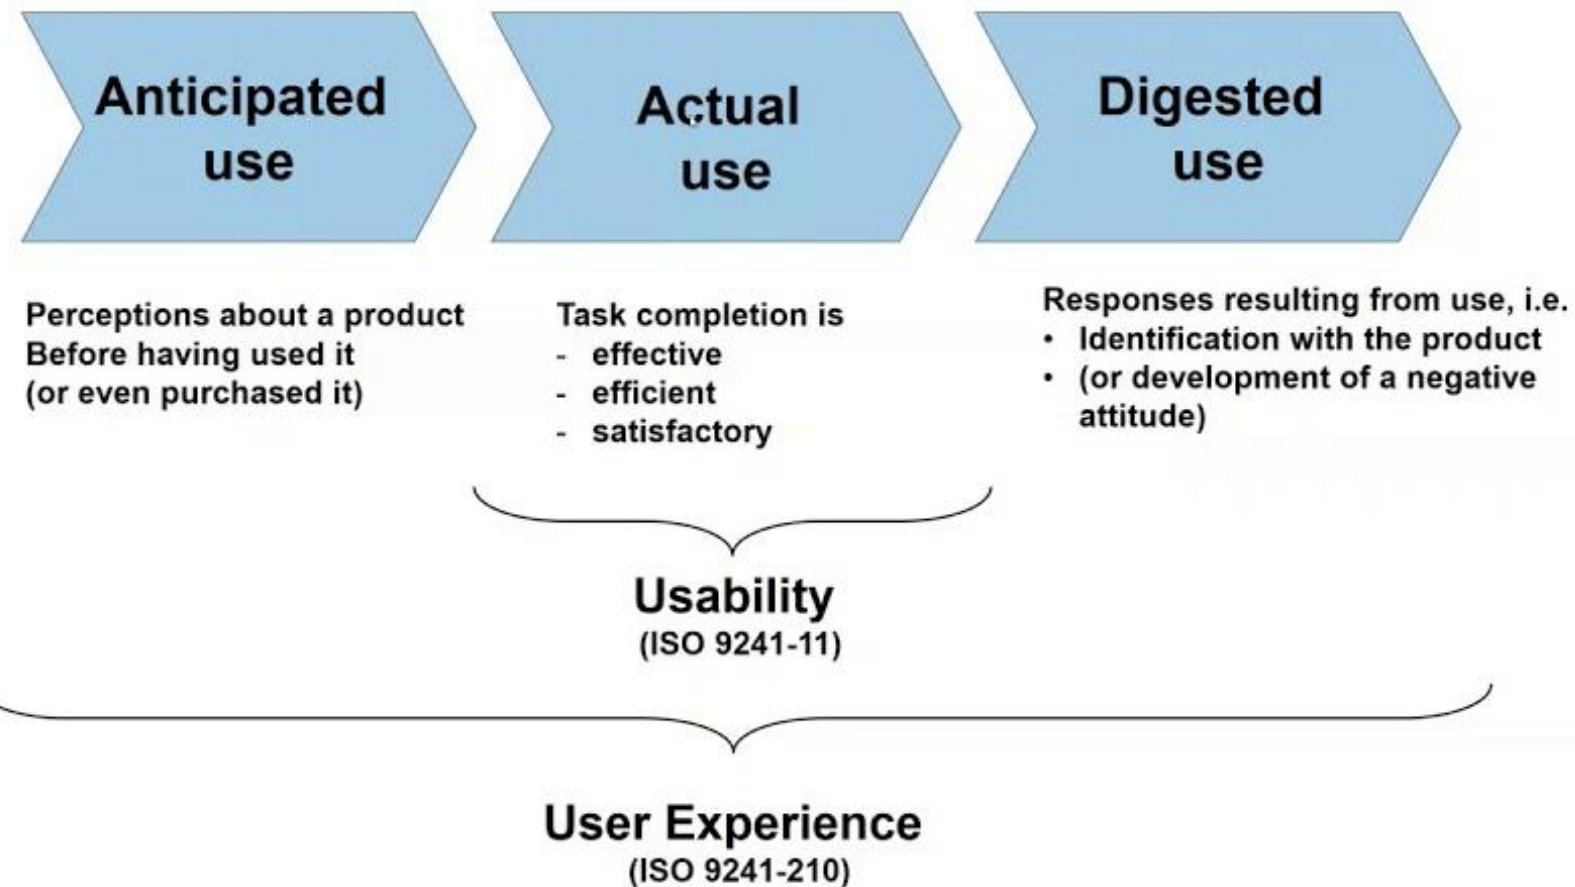 Anticipated
use
Actual
use
Digested
use
Perceptions about a product
Before having used it
(or even purchased it)
Task completion is
- effective
- efficient
- satisfactory
Responses resulting from use, i.e.
• Identification with the product
• (or development of a negative
attitude)
Usability
(ISO 9241-11)
User Experience
(ISO 9241-210)